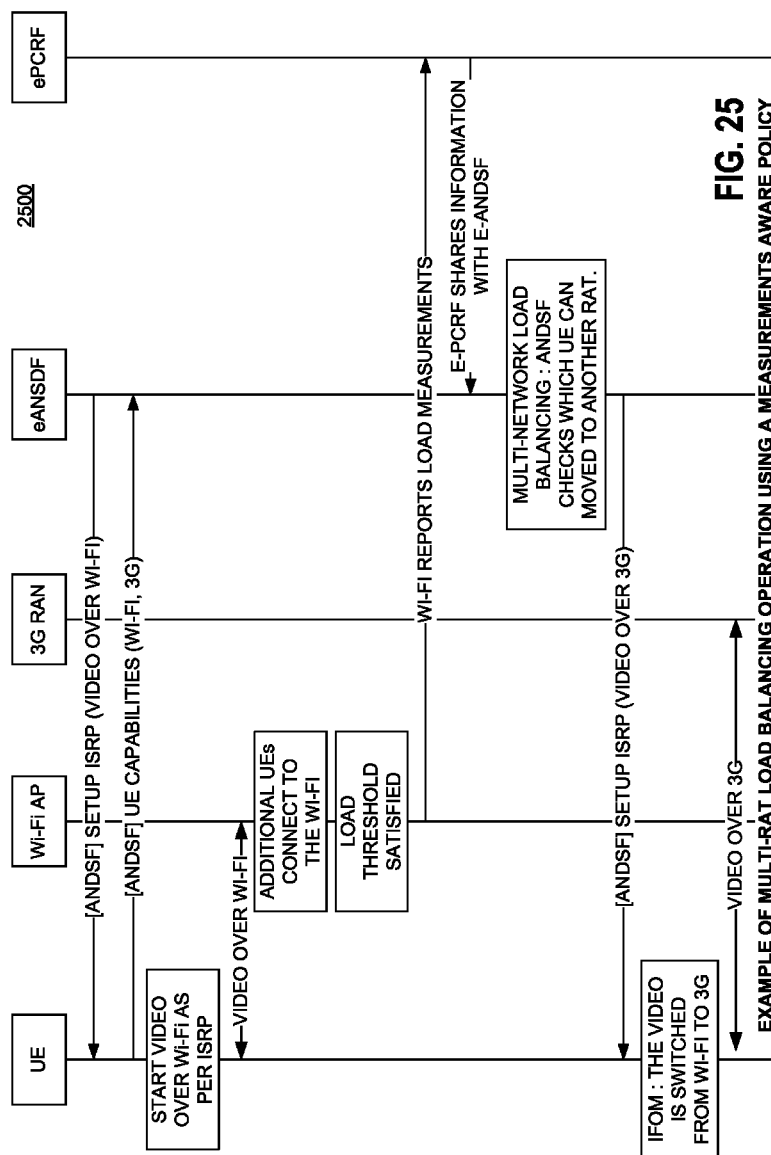 2500
UE
Wi-Fi AP
3G RAN
eANSDF
ePCRF
[ANDSF] SETUP ISRP (VIDEO OVER WI-FI)
[ANDSF] UE CAPABILITIES (WI-FI, 3G)
START VIDEO
OVER Wi-Fi AS
PER ISRP
VIDEO OVER WI-FI
ADDITIONAL UEs
CONNECT TO
THE WI-FI
LOAD
THRESHOLD
SATISFIED
WI-FI REPORTS LOAD MEASUREMENTS
E-PCRF SHARES INFORMATION
WITH E-ANDSF
MULTI-NETWORK LOAD
BALANCING : ANDSF
CHECKS WHICH UE CAN
MOVED TO ANOTHER RAT.
[ANDSF] SETUP ISRP (VIDEO OVER 3G)
IFOM : THE VIDEO
IS SWITCHED
FROM WI-FI TO 3G
VIDEO OVER 3G
FIG. 25
EXAMPLE OF MULTI-RAT LOAD BALANCING OPERATION USING A MEASUREMENTS AWARE POLICY